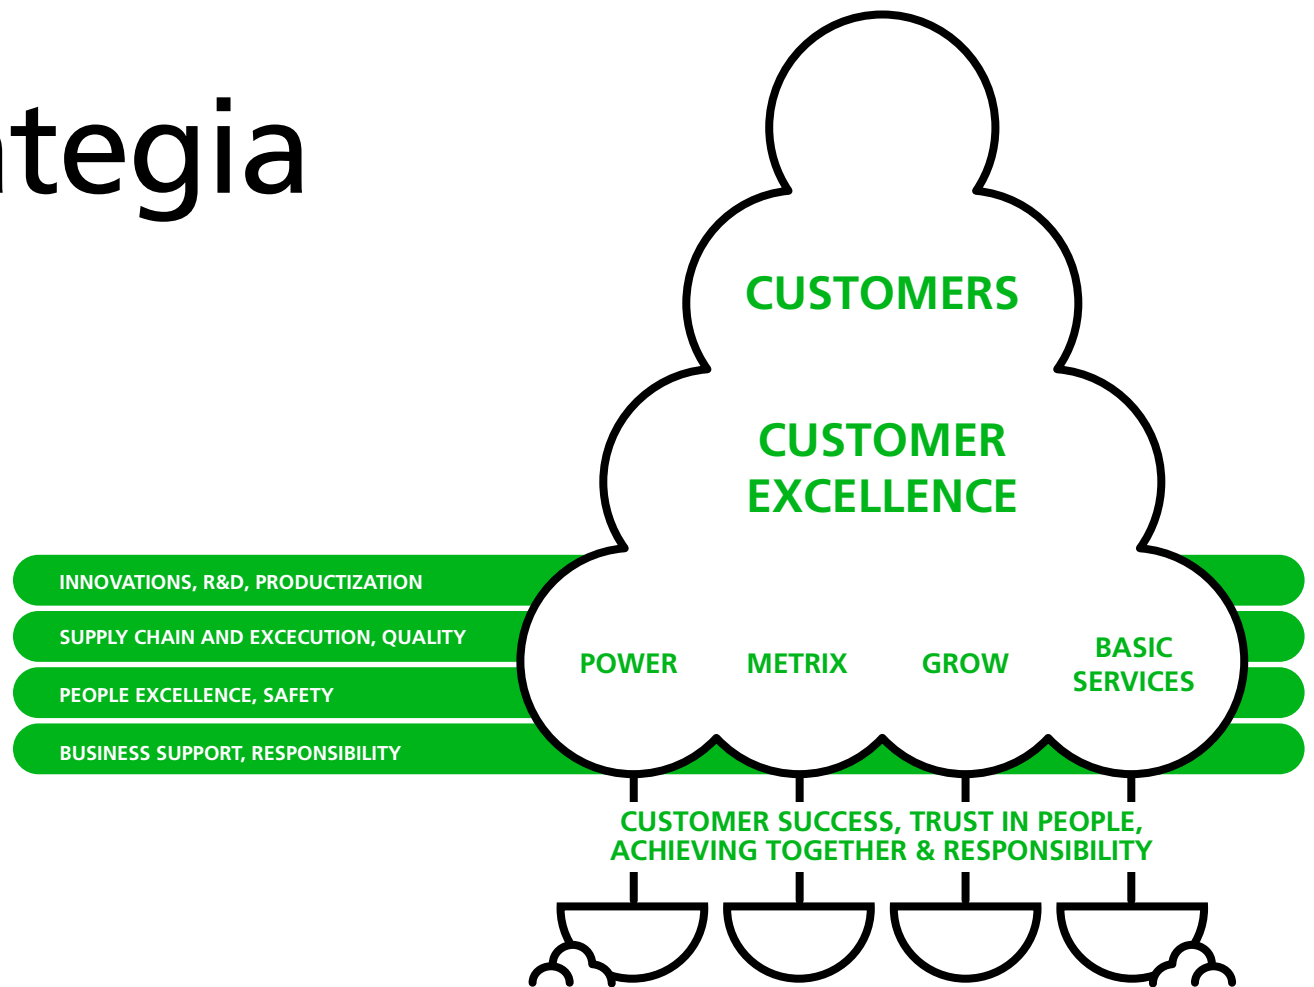 ategia
CUSTOMERS
CUSTOMER
EXCELLENCE
INNOVATIONS, R&D, PRODUCTIZATION
SUPPLY CHAIN AND EXCECUTION, QUALITY
PEOPLE EXCELLENCE, SAFETY
BUSINESS SUPPORT, RESPONSIBILITY
POWER
METRIX
GROW
BASIC
SERVICES
CUSTOMER SUCCESS, TRUST IN PEOPLE,
ACHIEVING TOGETHER & RESPONSIBILITY